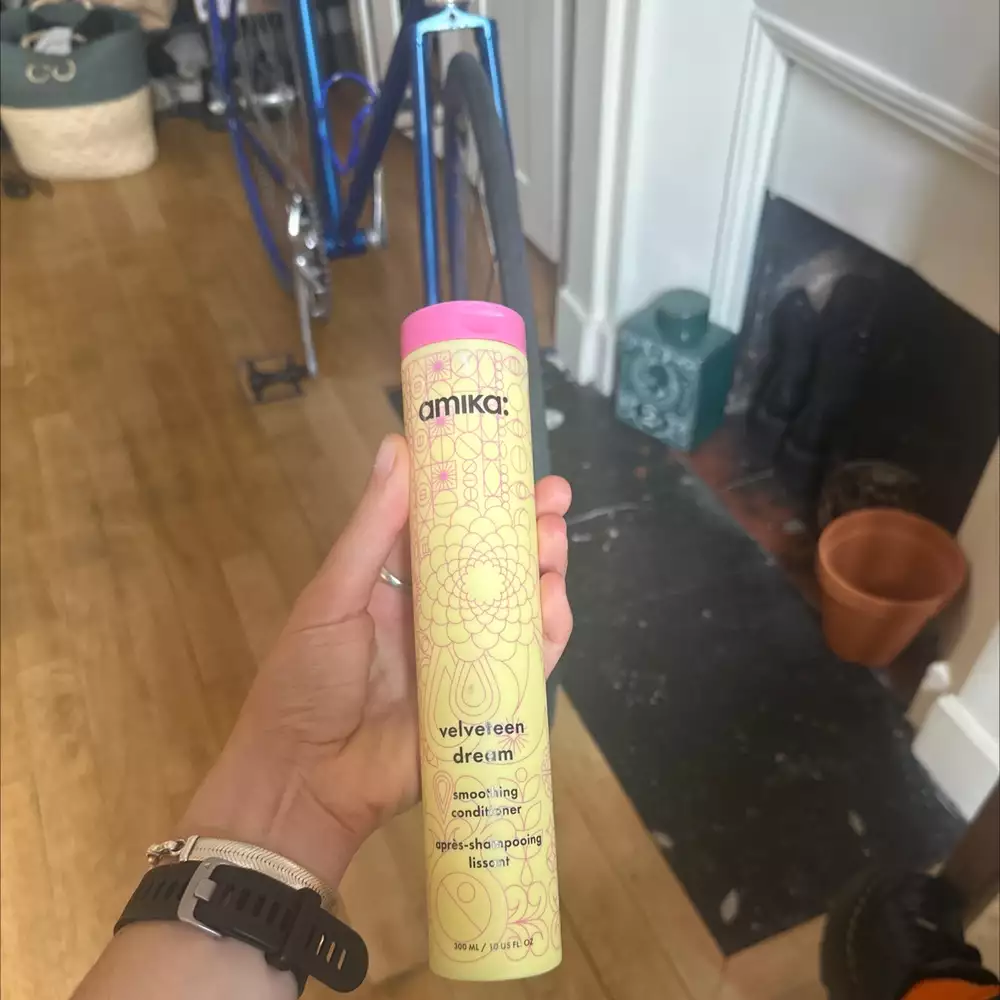 amika:
velveteen
dream
smoothing
conditioner
après-shampooing
lissant
300 ML / 10 US FL. OZ